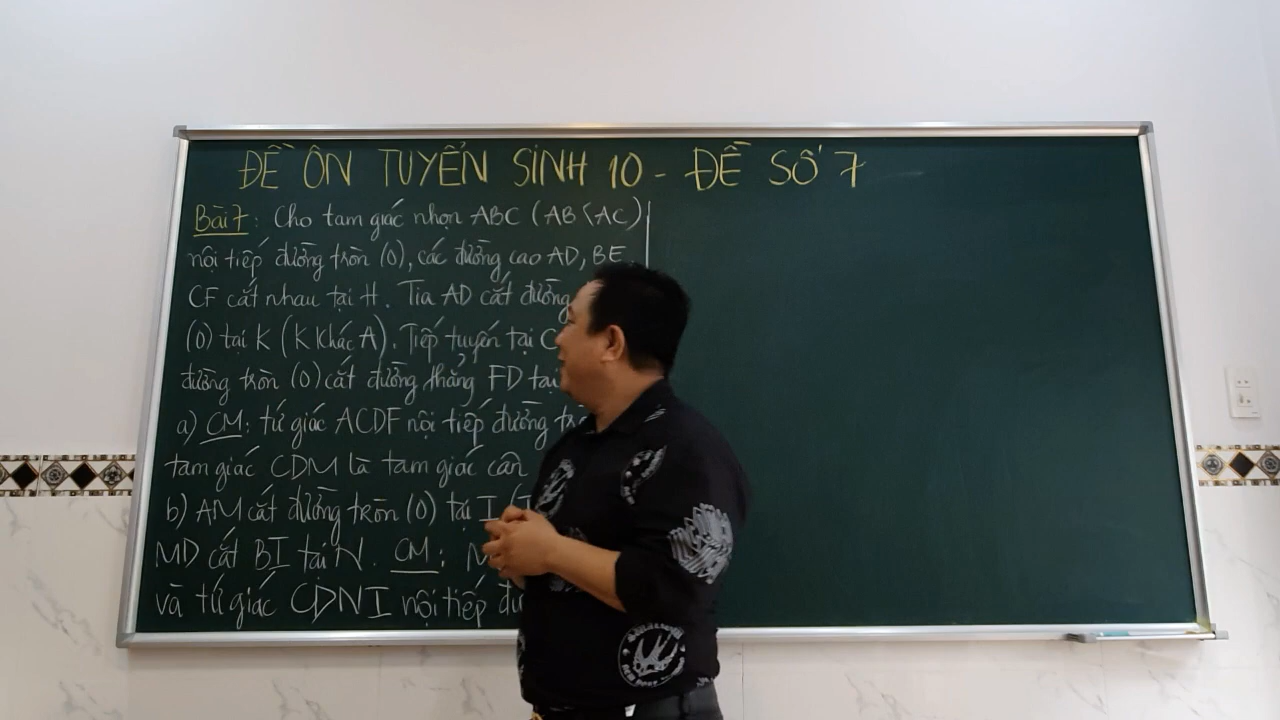 ĐỀ ÔN TUYỂN SINH 10 - ĐỀ SỐ 7
Bài 7: Cho tam giác nhọn ABC (AB < AC)
nội tiếp đường tròn (O), các đường cao AD, BE,
CF cắt nhau tại H. Tia AD cắt đường
(O) tại K (K khác A). Tiếp tuyến tại C
đường tròn (O) cắt đường thẳng FD tại
a) CM: tứ giác ACDF nội tiếp đường
tam giác CDM là tam giác cân
b) AM cắt đường tròn (O) tại I
MD cắt BI tại N. CM:
và tứ giác CDNI nội tiếp